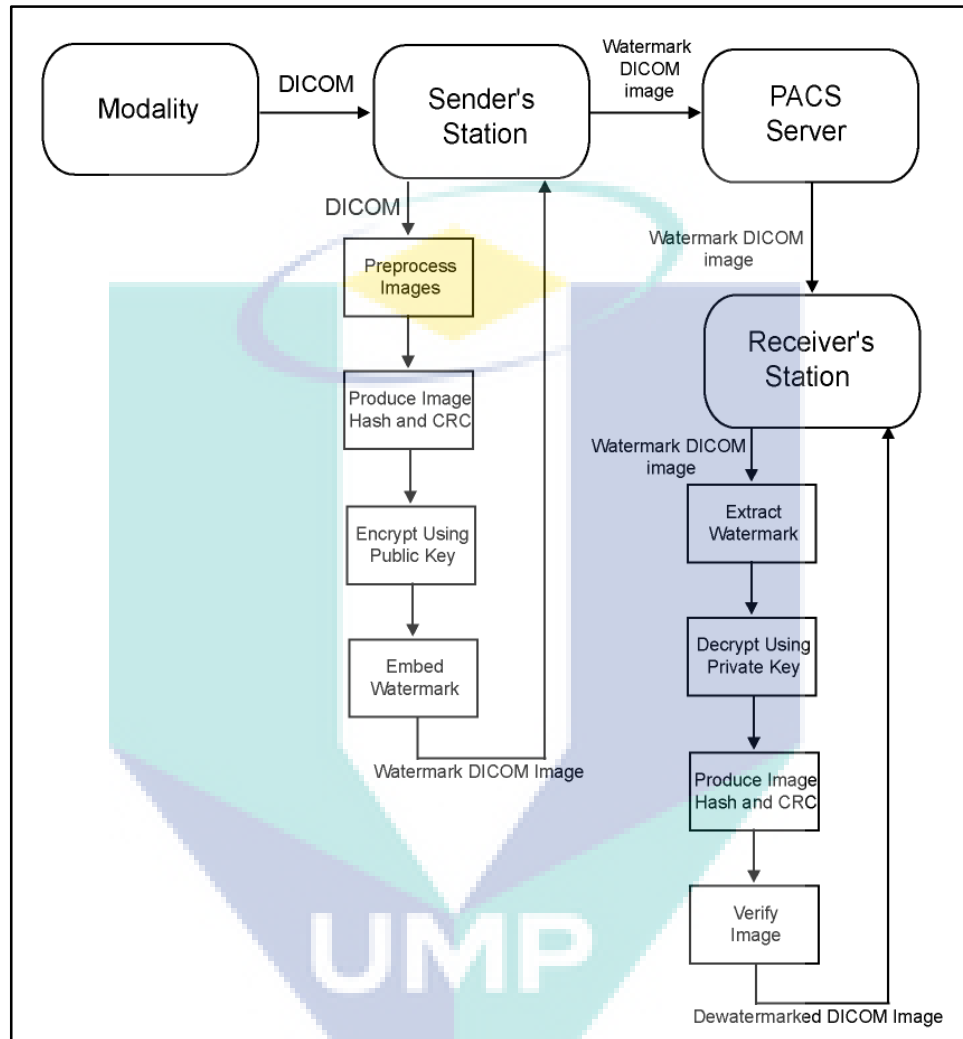 Modality
DICOM
Sender's
Station
Watermark
DICOM
image
PACS
Server
DICOM
Preprocess
Images
Produce Image
Hash and CRC
Encrypt Using
Public Key
Embed
Watermark
Watermark DICOM Image
Watermark DICOM
image
Receiver's
Station
Watermark DICOM
image
Extract
Watermark
Decrypt Using
Private Key
Produce Image
Hash and CRC
Verify
Image
Dewatermarked DICOM Image
UMP